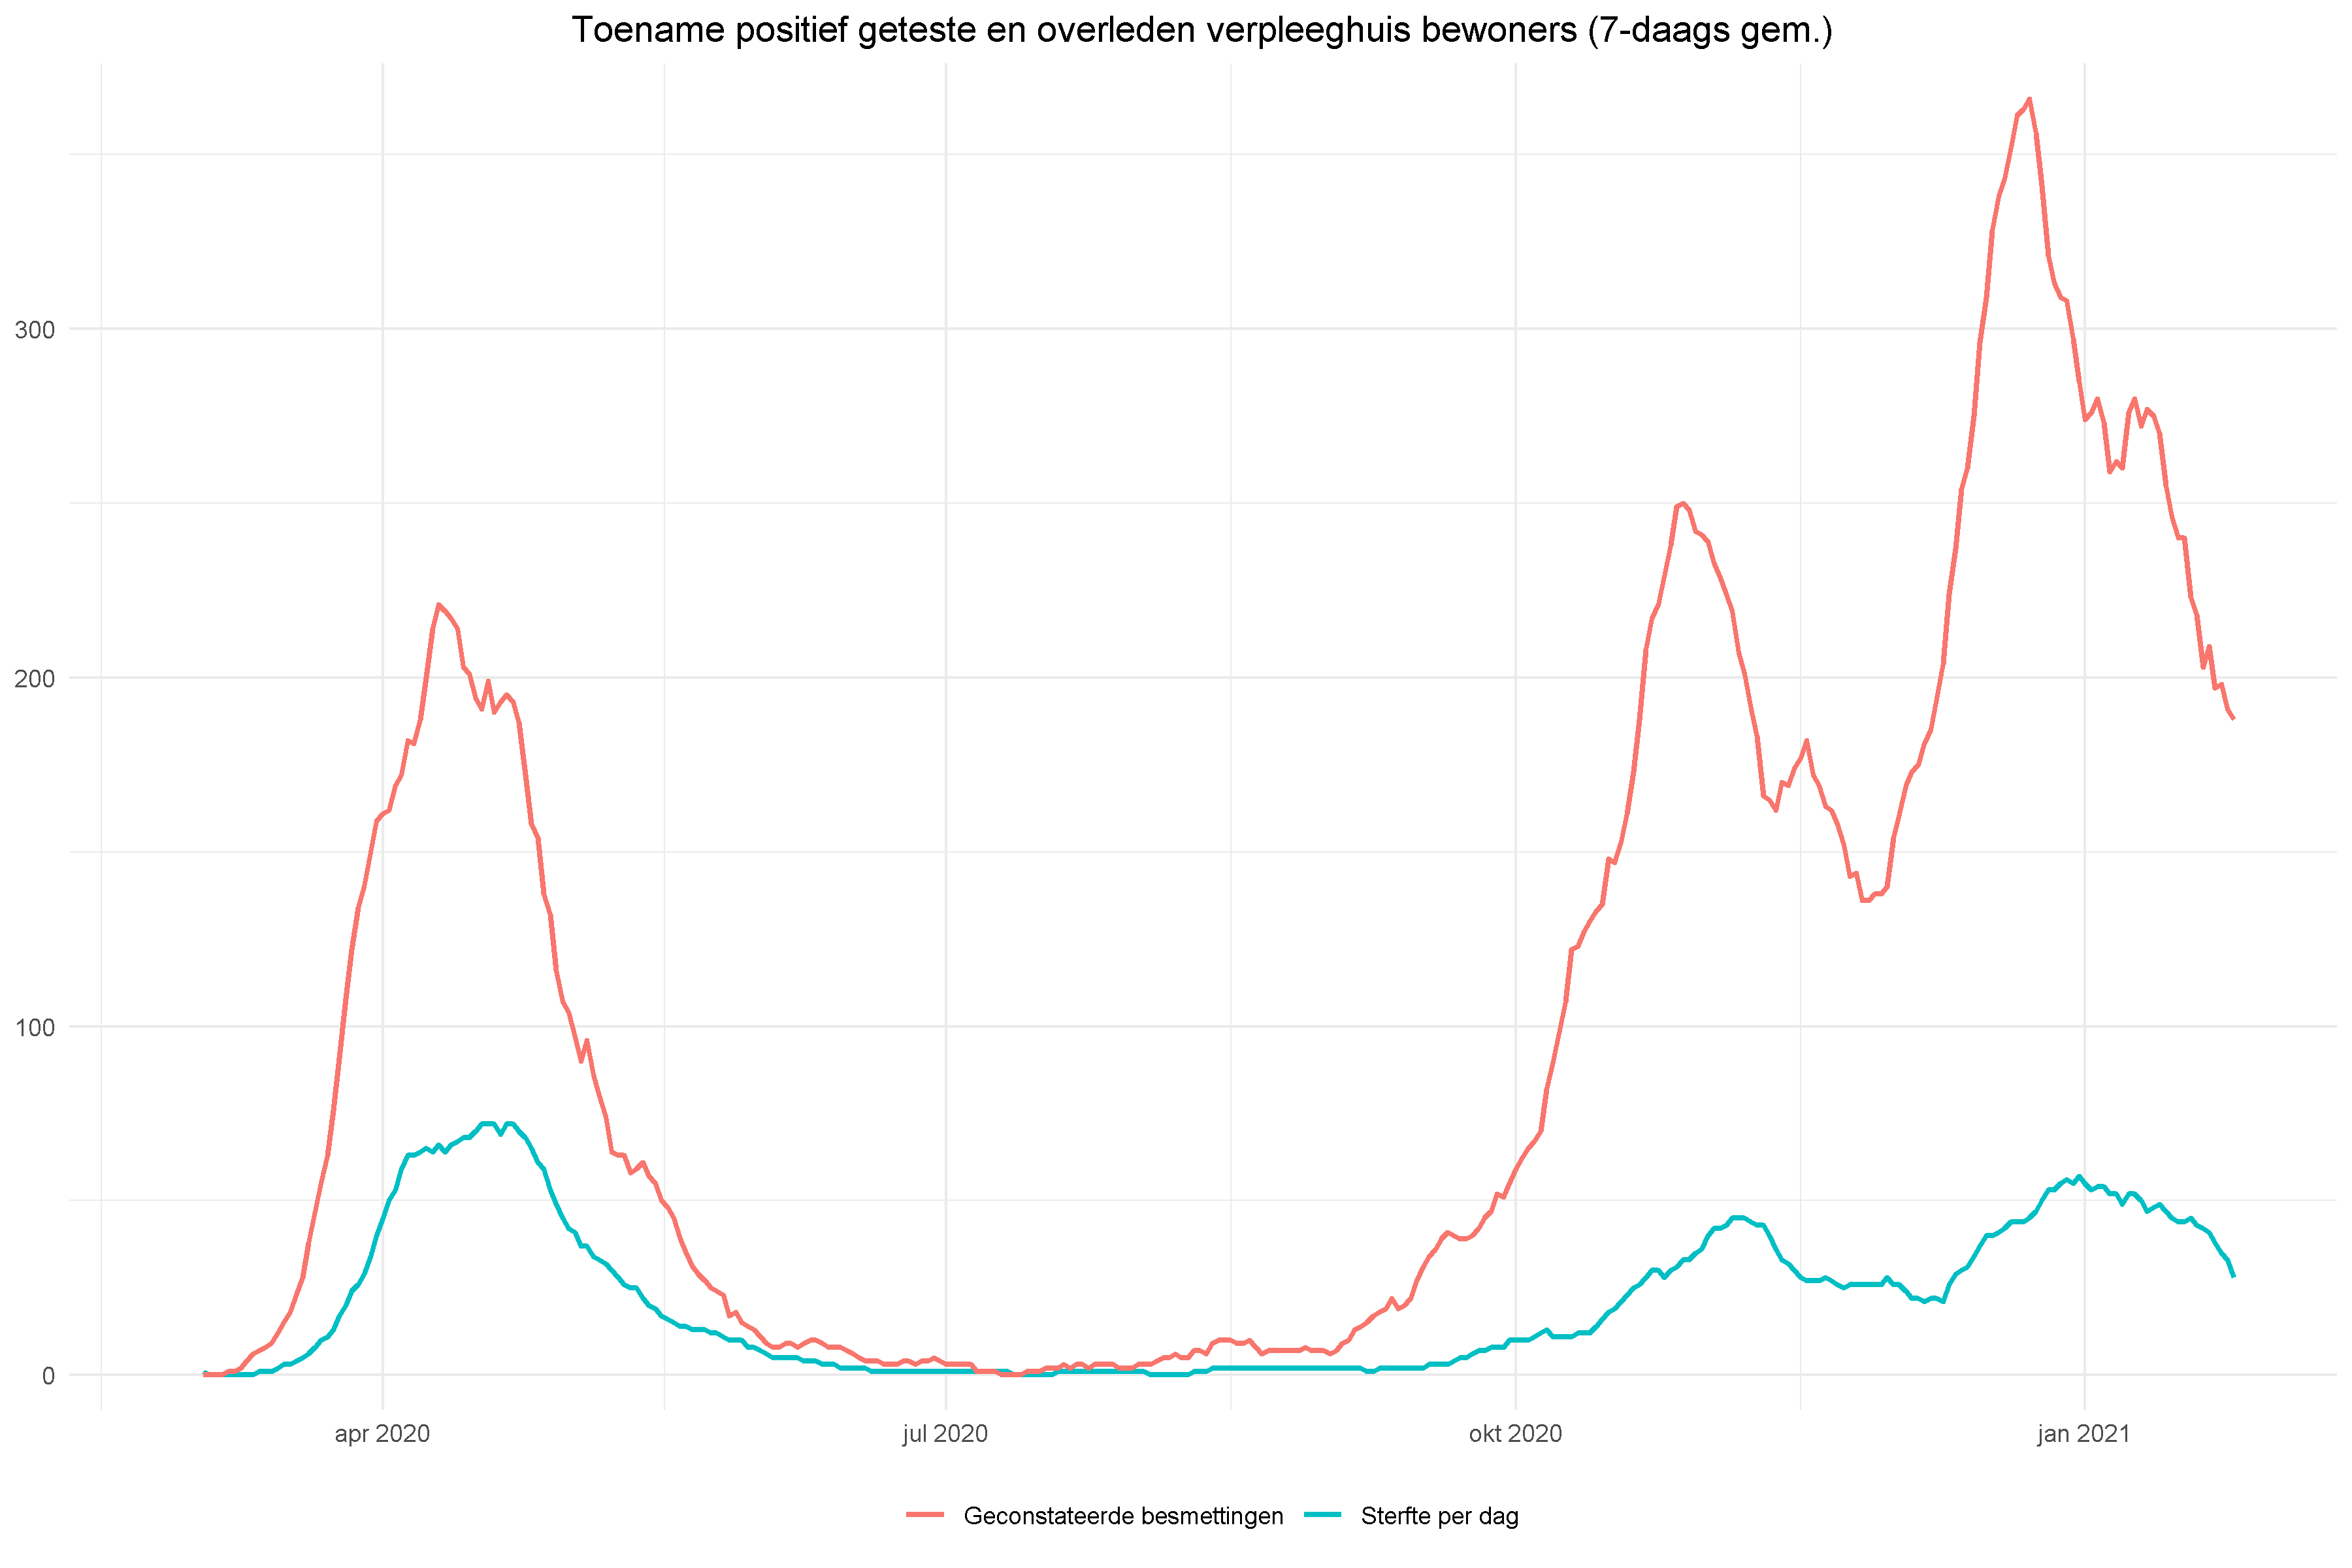 Toename positief geteste en overleden verpleeghuis bewoners (7-daags gem.)
300
200
100
0
apr 2020
jul 2020
okt 2020
jan 2021
Geconstateerde besmettingen
Sterfte per dag